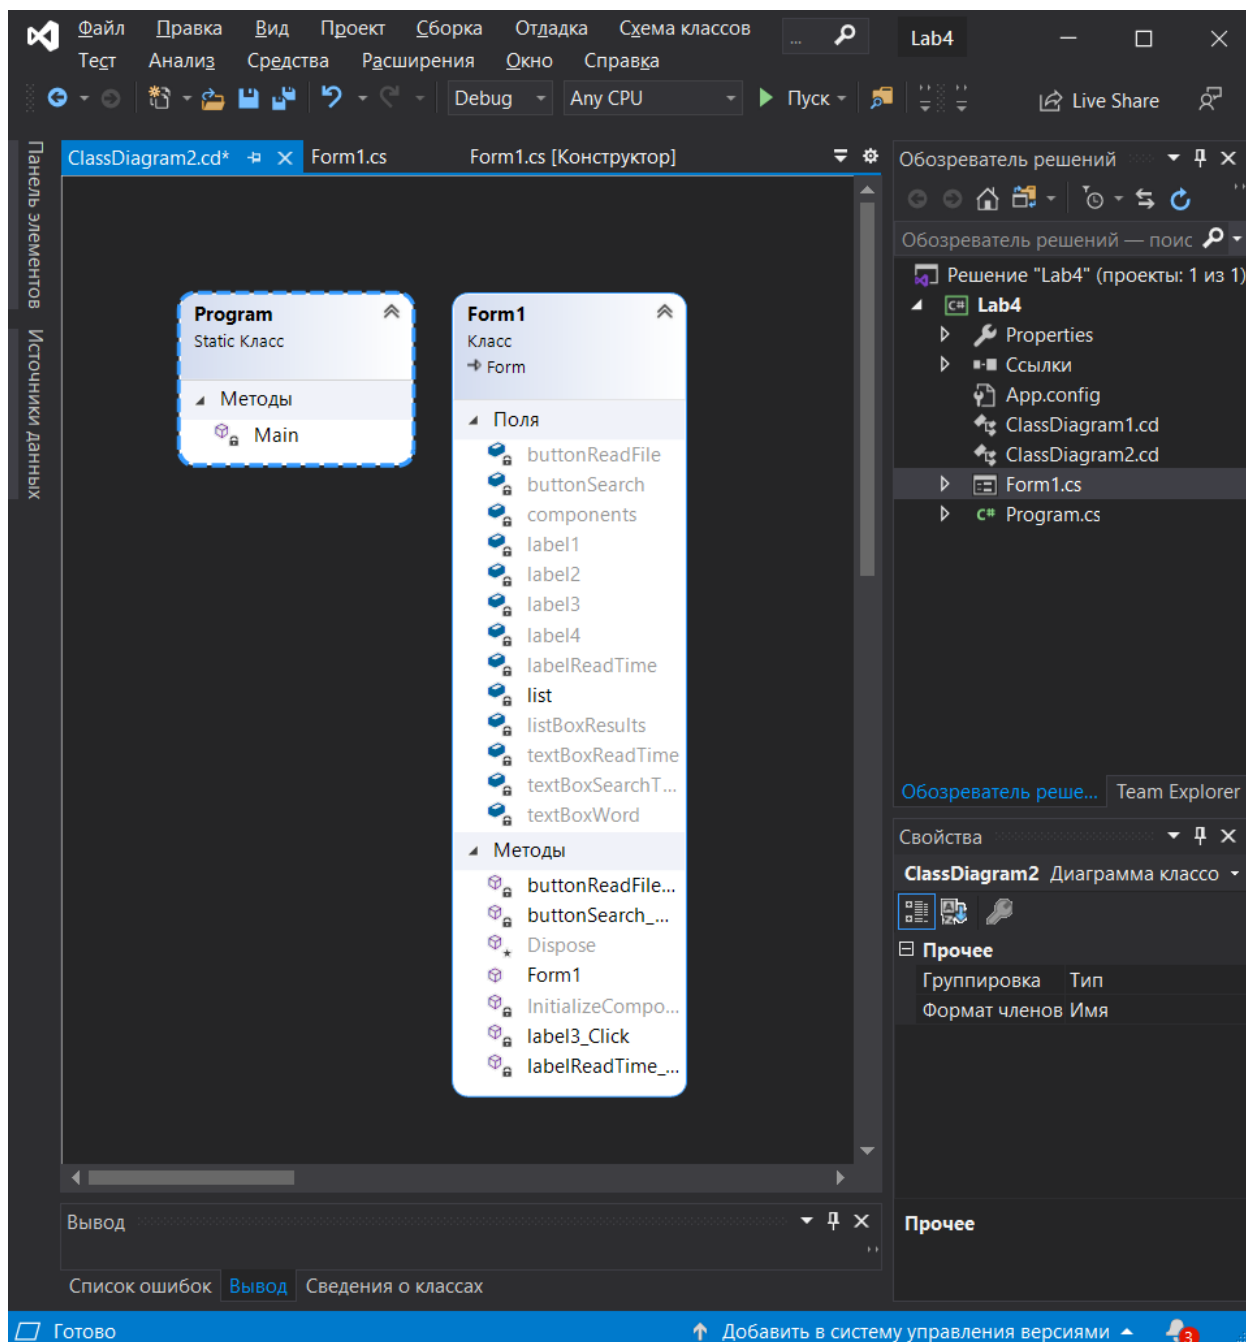 Файл Правка Вид Проект Сборка Отладка Схема классов ... Lab4
Тест Анализ Средства Расширения Окно Справка
Debug Any CPU Пуск Live Share
Панель элементов
Источники данных
ClassDiagram2.cd* Form1.cs Form1.cs [Конструктор]
Program
Static Класс
Методы
Main
Form1
Класс
Form
Поля
buttonReadFile
buttonSearch
components
label1
label2
label3
label4
labelReadTime
list
listBoxResults
textBoxReadTime
textBoxSearchT...
textBoxWord
Методы
buttonReadFile...
buttonSearch_...
Dispose
Form1
InitializeCompo...
label3_Click
labelReadTime_...
Обозреватель решений
Обозреватель решений — поис
Решение "Lab4" (проекты: 1 из 1)
C# Lab4
Properties
Ссылки
App.config
ClassDiagram1.cd
ClassDiagram2.cd
Form1.cs
C# Program.cs
Обозреватель реше... Team Explorer
Свойства
ClassDiagram2 Диаграмма классо
Прочее
Группировка Тип
Формат членов Имя
Прочее
Вывод
Список ошибок Вывод Сведения о классах
Готово Добавить в систему управления версиями 3